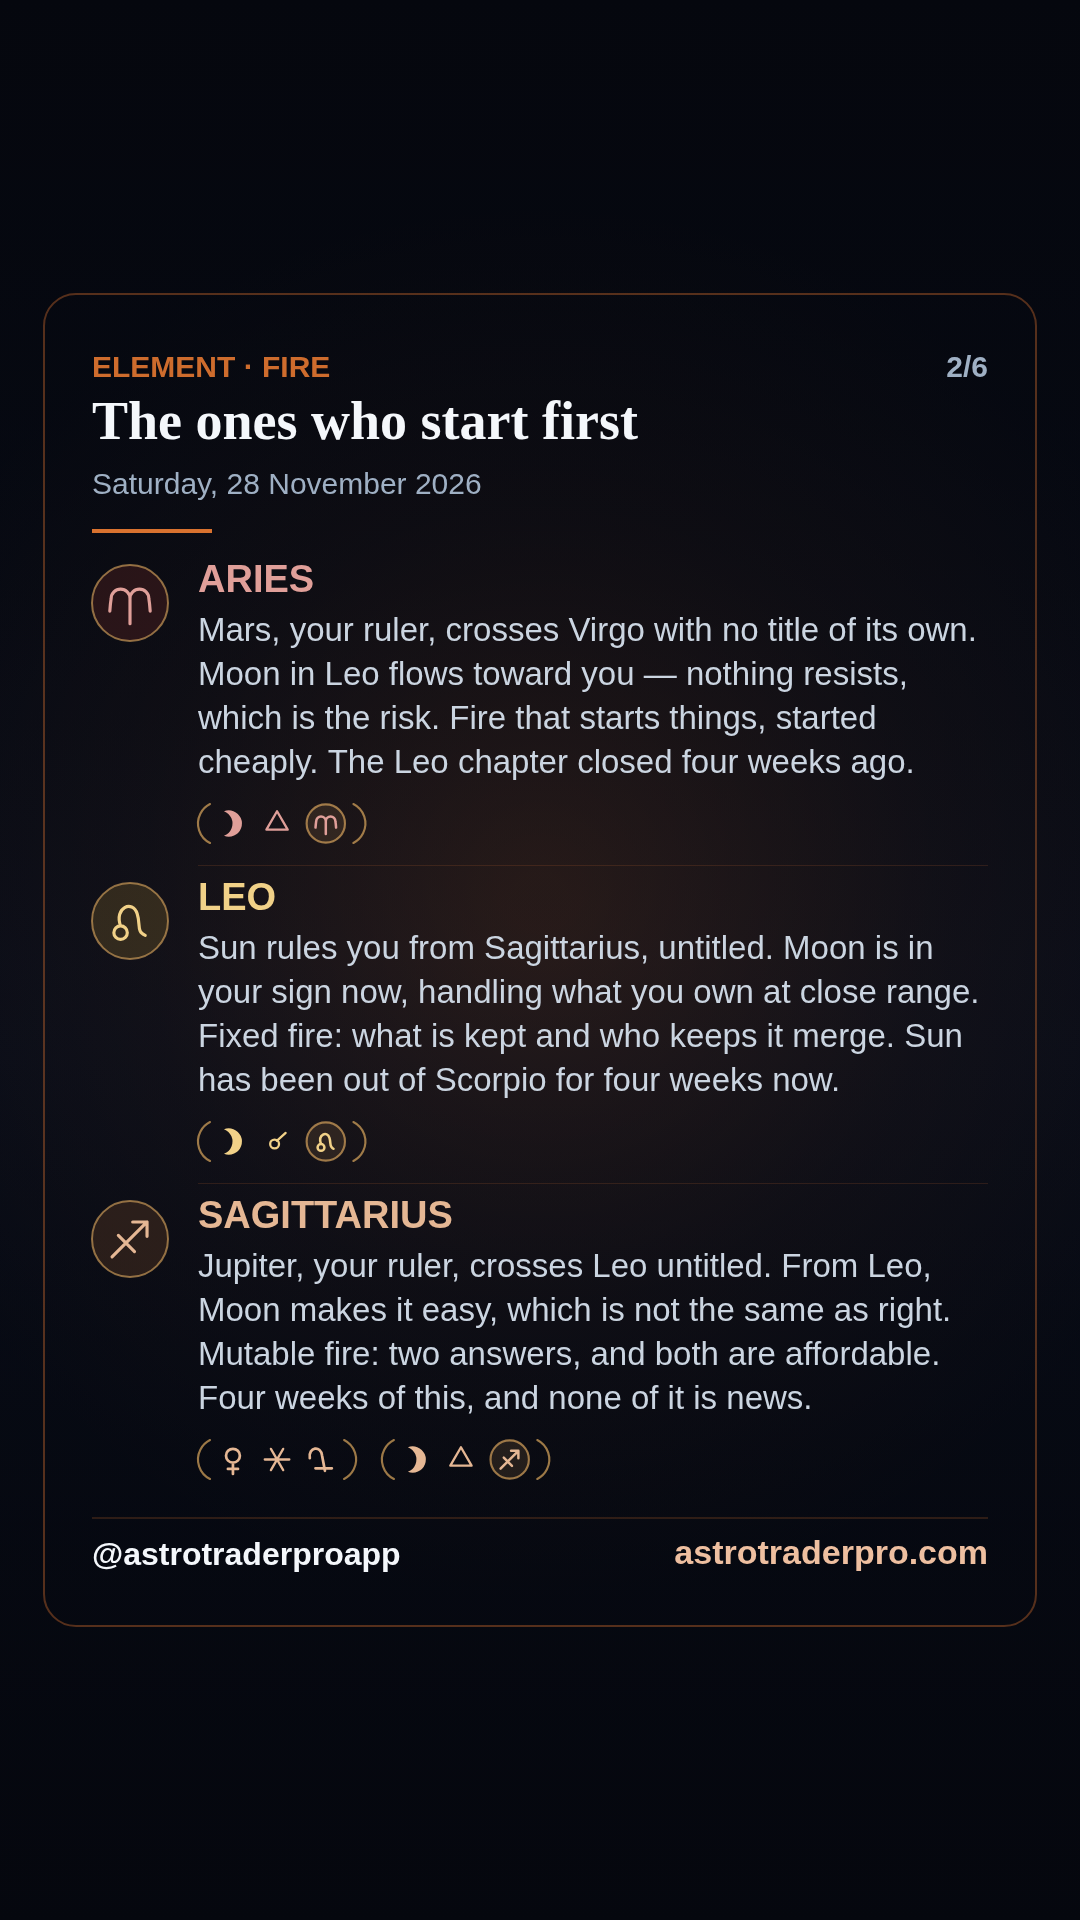 ELEMENT · FIRE
2/6
The ones who start first
Saturday, 28 November 2026
ARIES
Mars, your ruler, crosses Virgo with no title of its own.
Moon in Leo flows toward you — nothing resists,
which is the risk. Fire that starts things, started
cheaply. The Leo chapter closed four weeks ago.
LEO
Sun rules you from Sagittarius, untitled. Moon is in
your sign now, handling what you own at close range.
Fixed fire: what is kept and who keeps it merge. Sun
has been out of Scorpio for four weeks now.
SAGITTARIUS
Jupiter, your ruler, crosses Leo untitled. From Leo,
Moon makes it easy, which is not the same as right.
Mutable fire: two answers, and both are affordable.
Four weeks of this, and none of it is news.
@astrotraderproapp
astrotraderpro.com